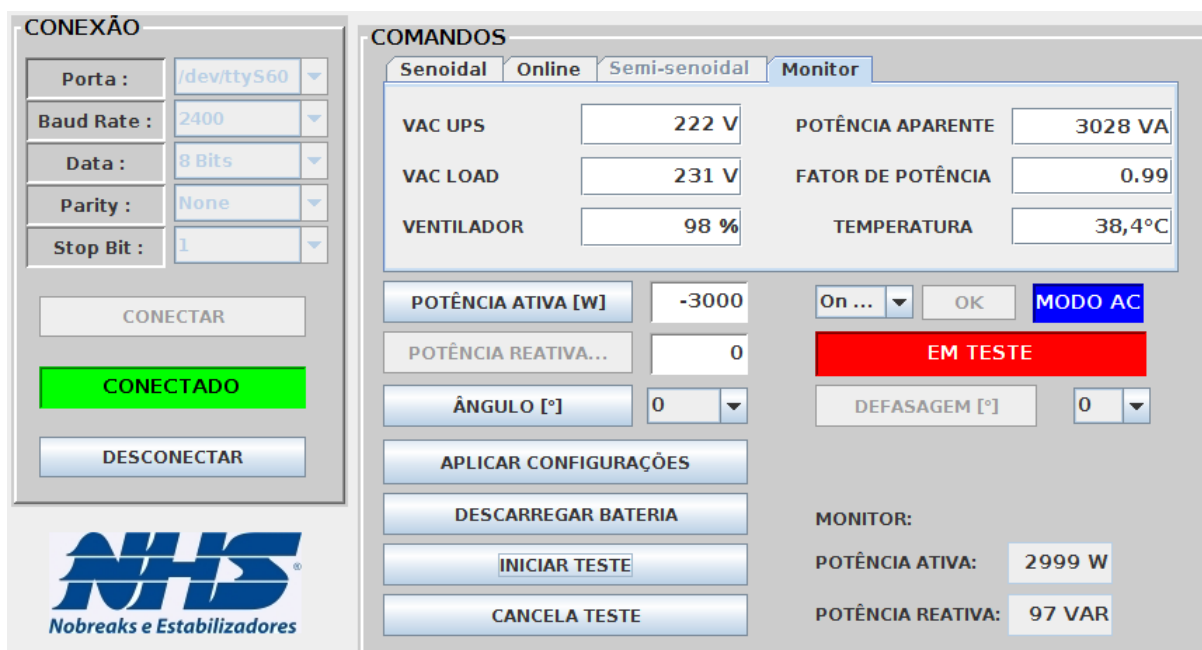 CONEXÃO
Porta : /dev/ttyS60
Baud Rate : 2400
Data : 8 Bits
Parity : None
Stop Bit : 1
CONECTAR
CONECTADO
DESCONECTAR
NHS®
Nobreaks e Estabilizadores
COMANDOS
Senoidal Online Semi-senoidal Monitor
VAC UPS 222 V POTÊNCIA APARENTE 3028 VA
VAC LOAD 231 V FATOR DE POTÊNCIA 0.99
VENTILADOR 98 % TEMPERATURA 38,4°C
POTÊNCIA ATIVA [W] -3000 On ... OK MODO AC
POTÊNCIA REATIVA... 0 EM TESTE
ÂNGULO [°] 0 DEFASAGEM [°] 0
APLICAR CONFIGURAÇÕES
DESCARREGAR BATERIA MONITOR:
INICIAR TESTE POTÊNCIA ATIVA: 2999 W
CANCELA TESTE POTÊNCIA REATIVA: 97 VAR